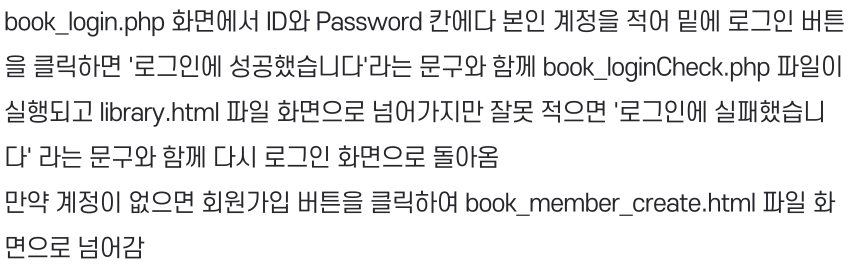 book_login.php 화면에서 ID와 Password 칸에다 본인 계정을 적어 밑에 로그인 버튼
을 클릭하면 '로그인에 성공했습니다'라는 문구와 함께 book_loginCheck.php 파일이
실행되고 library.html 파일 화면으로 넘어가지만 잘못 적으면 '로그인에 실패했습니
다' 라는 문구와 함께 다시 로그인 화면으로 돌아옴
만약 계정이 없으면 회원가입 버튼을 클릭하여 book_member_create.html 파일 화
면으로 넘어감